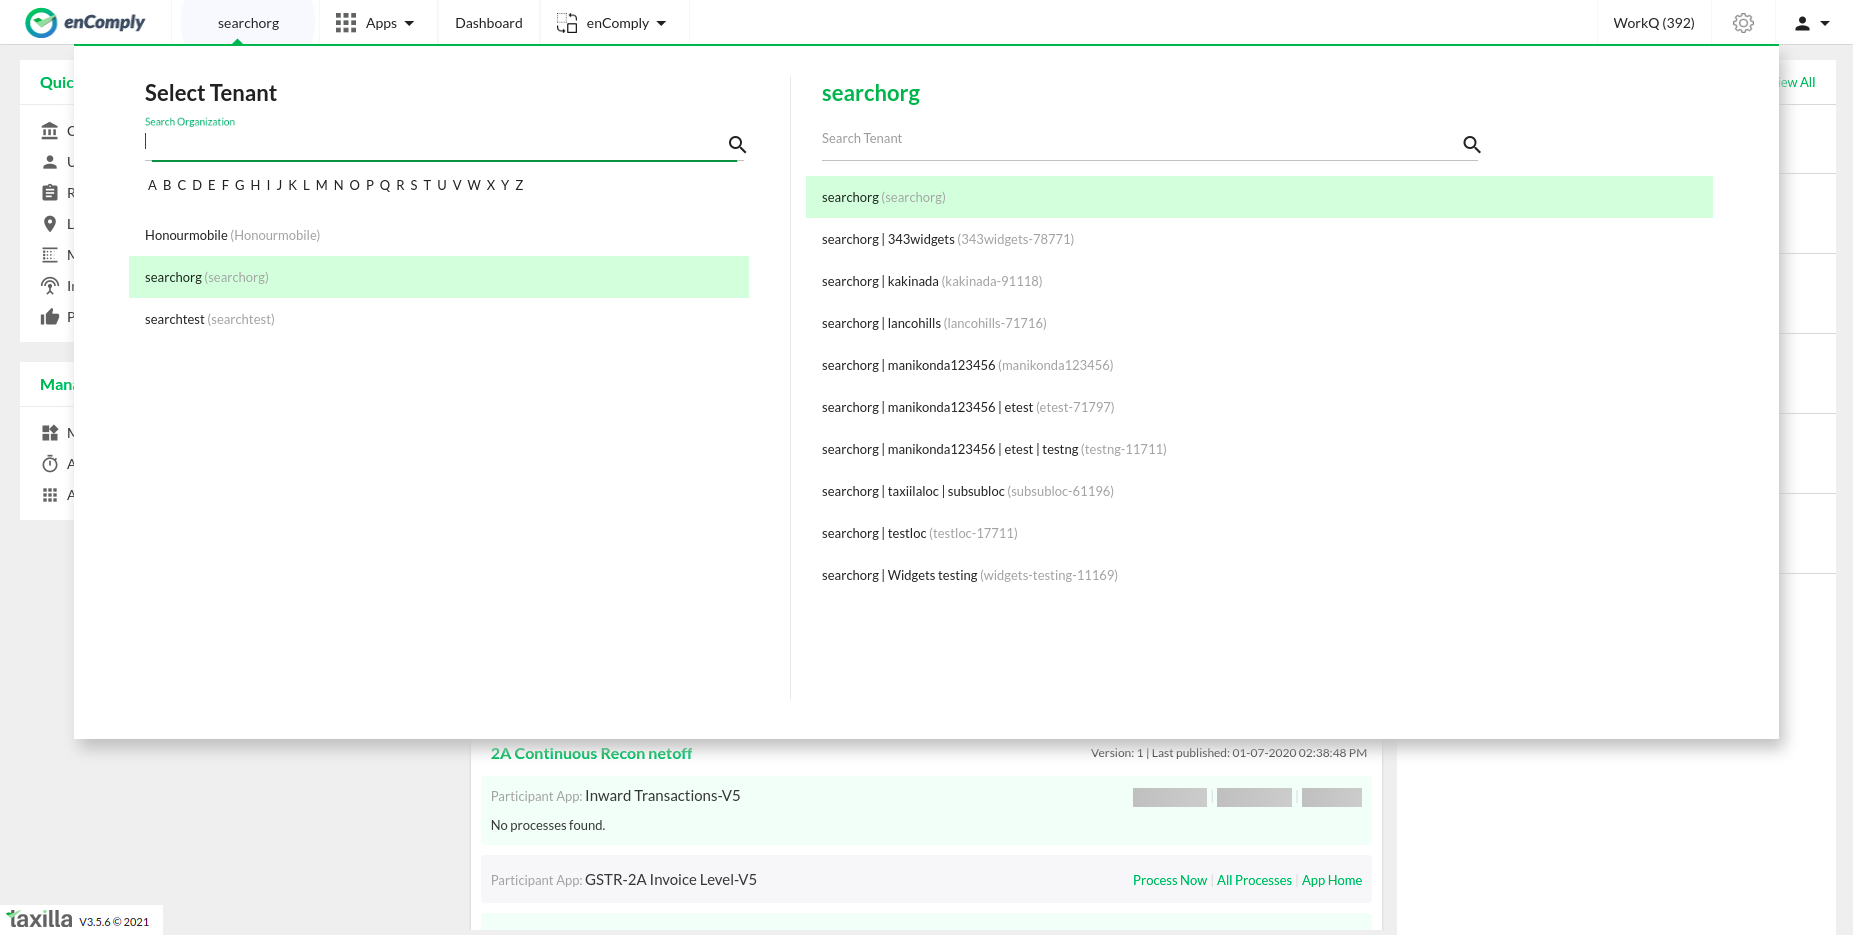 enComply
searchorg
Apps
Dashboard
enComply
WorkQ (392)
Quic
ew All
Select Tenant
Search Organization
A B C D E F G H I J K L M N O P Q R S T U V W X Y Z
Honourmobile (Honourmobile)
searchorg (searchorg)
searchtest (searchtest)
searchorg
Search Tenant
searchorg (searchorg)
searchorg | 343widgets (343widgets-78771)
searchorg | kakinada (kakinada-91118)
searchorg | lancohills (lancohills-71716)
searchorg | manikonda123456 (manikonda123456)
searchorg | manikonda123456 | etest (etest-71797)
searchorg | manikonda123456 | etest | testng (testng-11711)
searchorg | taxiilaloc | subsubloc (subsubloc-61196)
searchorg | testloc (testloc-17711)
searchorg | Widgets testing (widgets-testing-11169)
U
R
L
P
Mana
A
A
2A Continuous Recon netoff
Version: 1 | Last published: 01-07-2020 02:38:48 PM
Participant App: Inward Transactions-V5
No processes found.
Participant App: GSTR-2A Invoice Level-V5
Process Now | All Processes | App Home
taxilla V3.5.6 © 2021